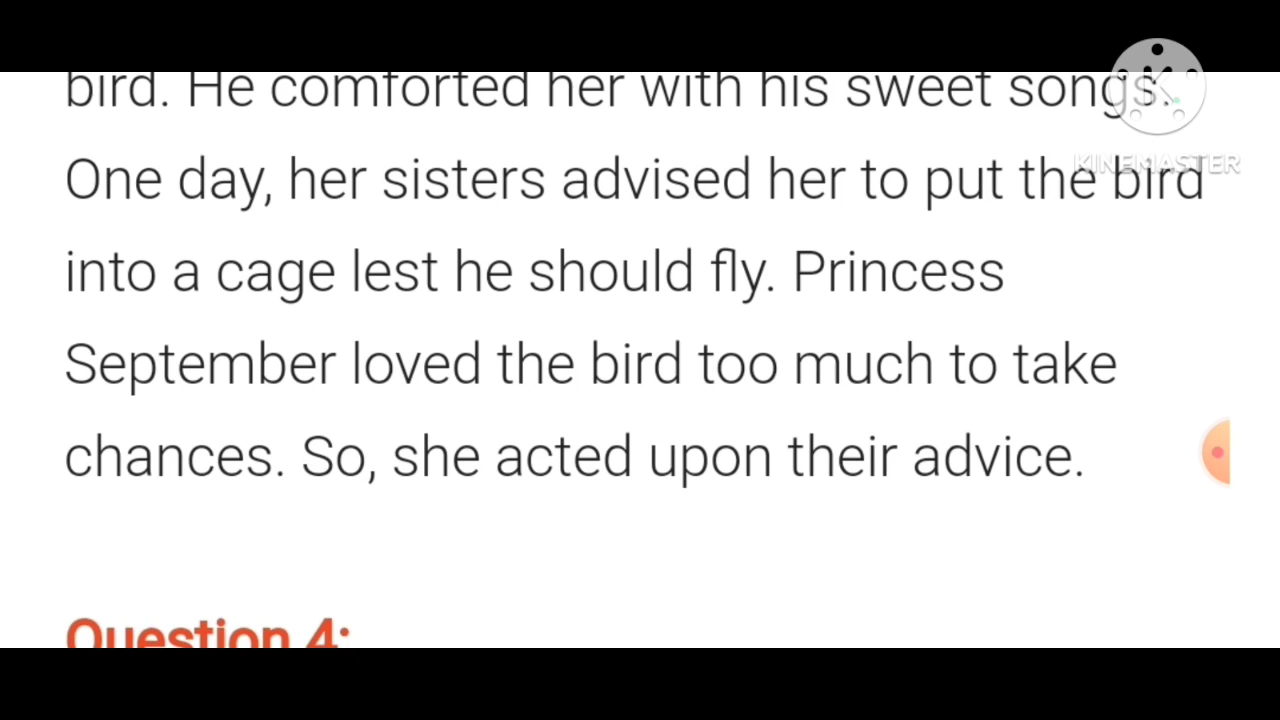 bird. He comforted her with his sweet songs.
KINEMASTER
One day, her sisters advised her to put the bird
into a cage lest he should fly. Princess
September loved the bird too much to take
chances. So, she acted upon their advice.
Question 4: